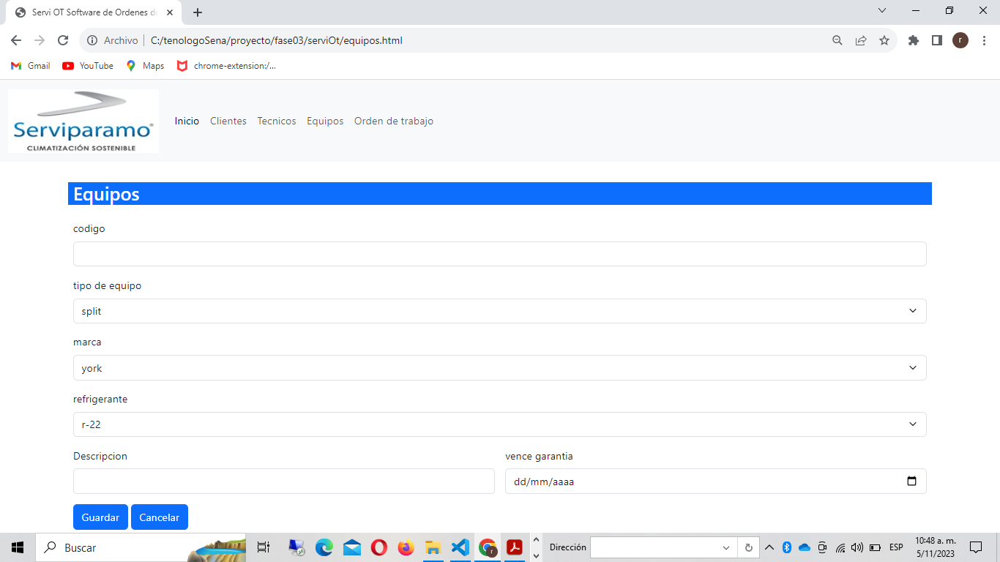 Servi OT Software de Ordenes de
Archivo | C:/tenologoSena/proyecto/fase03/serviOt/equipos.html
r
Gmail YouTube Maps chrome-extension:/...
Serviparamo®
CLIMATIZACIÓN SOSTENIBLE
Inicio Clientes Tecnicos Equipos Orden de trabajo
Equipos
codigo
tipo de equipo
split
marca
york
refrigerante
r-22
Descripcion vence garantia
dd/mm/aaaa
Guardar Cancelar
Buscar
r
Dirección
ESP
10:48 a. m.
5/11/2023